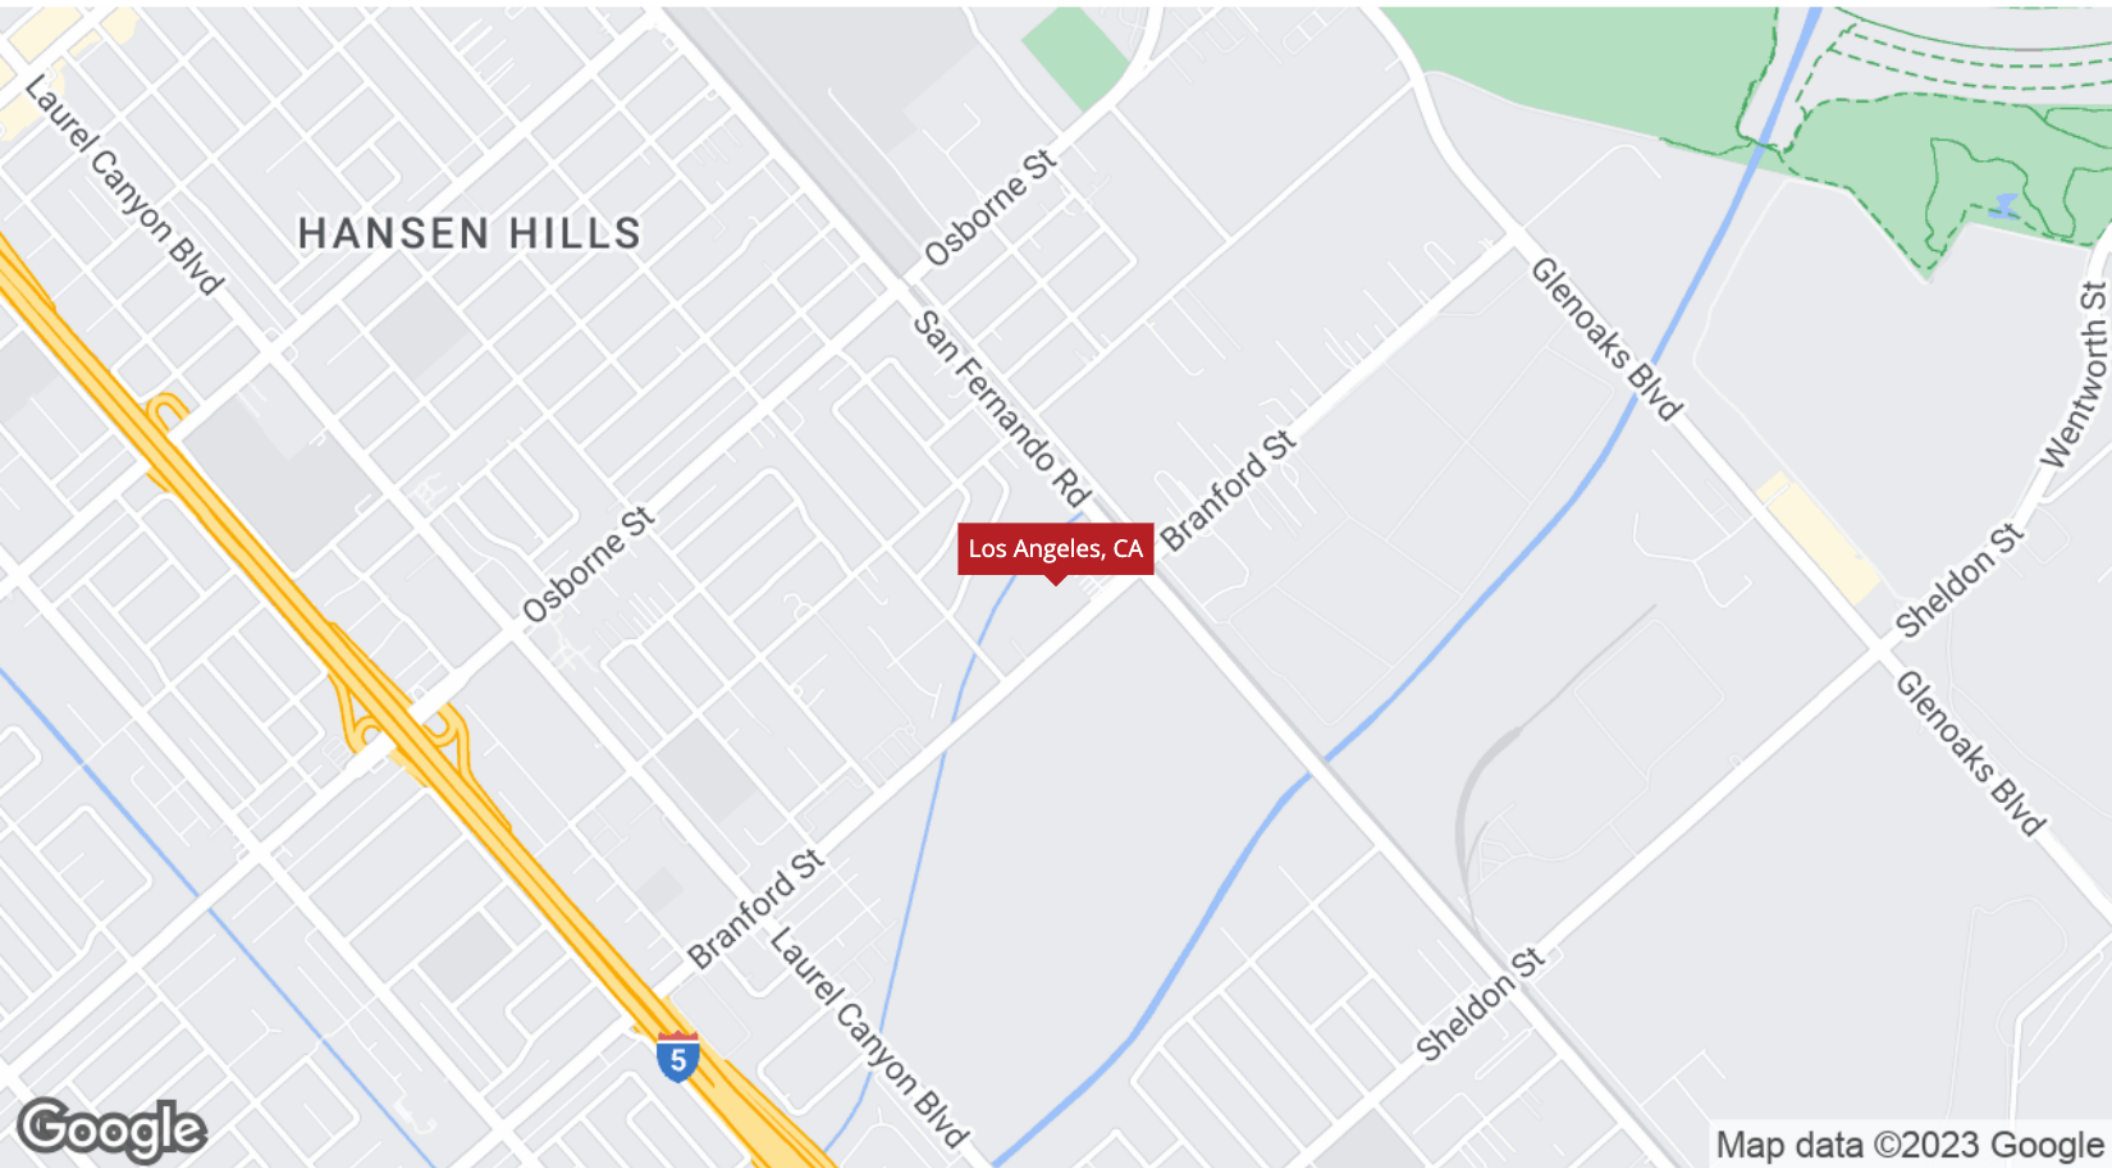 Laurel Canyon Blvd
HANSEN HILLS
Osborne St
San Fernando Rd
Glenoaks Blvd
Wentworth St
Branford St
Los Angeles, CA
Osborne St
Sheldon St
Glenoaks Blvd
Branford St
Laurel Canyon Blvd
Sheldon St
5
Google
Map data ©2023 Google